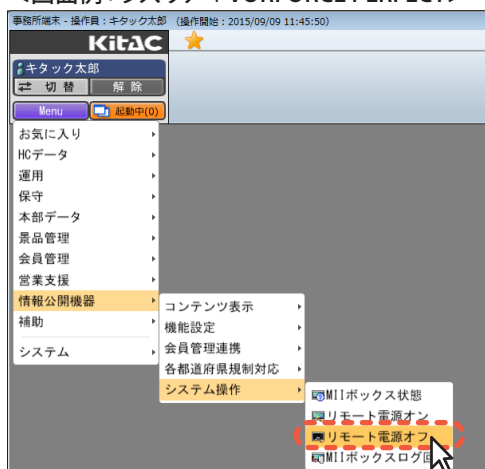 事務所端末 - 操作員：キタック太郎 (操作開始：2015/09/09 11:45:50)
KitAC
キタック太郎
切 替
解 除
Menu
起動中(0)
お気に入り
HCデータ
運用
保守
本部データ
景品管理
会員管理
営業支援
情報公開機器
補助
システム
コンテンツ表示
機能設定
会員管理連携
各都道府県規制対応
システム操作
MIIボックス状態
リモート電源オン
リモート電源オフ
MIIボックスログ回